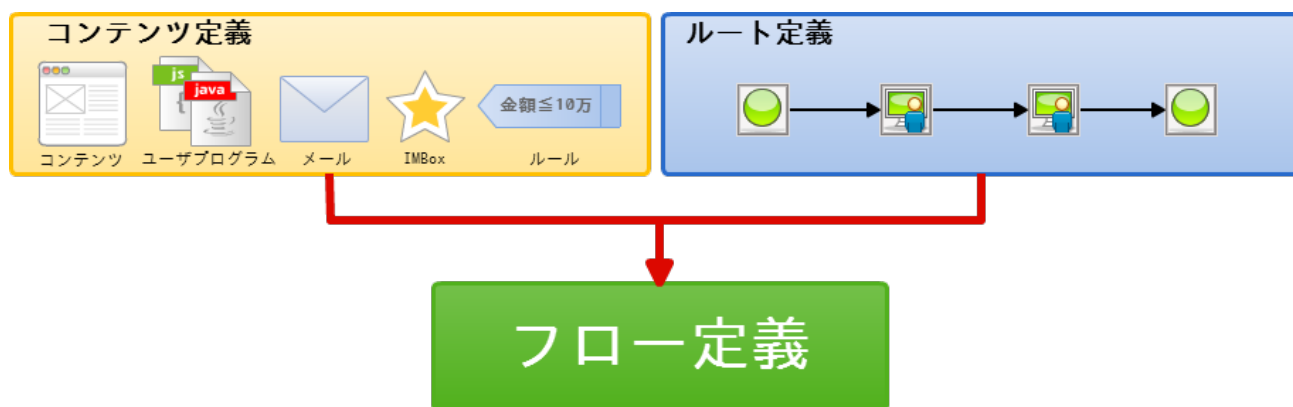 コンテンツ定義
ルート定義
js
{
java
金額≦10万
コンテンツ
ユーザプログラム
メール
IMBox
ルール
フロー定義